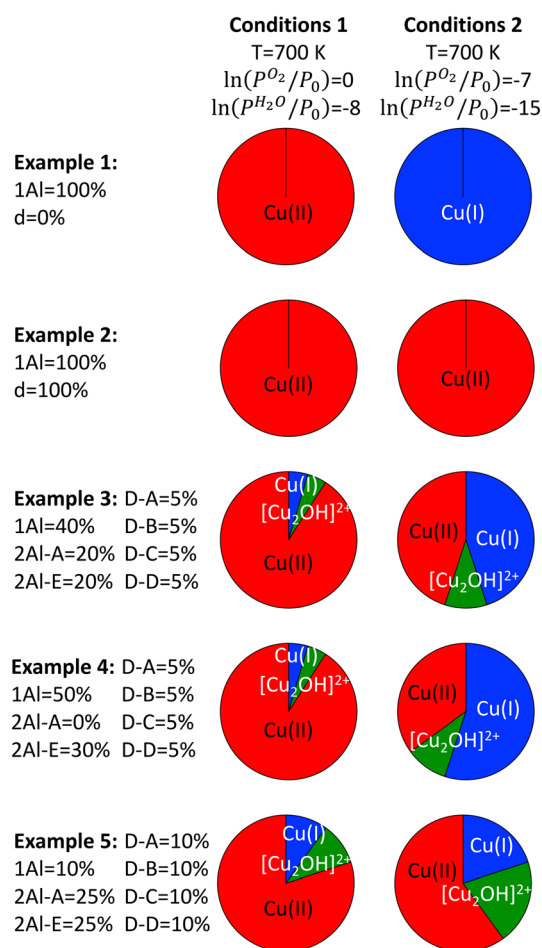 Conditions 1 Conditions 2
T=700 K T=700 K
ln(P^{O₂}/P₀)=0 ln(P^{O₂}/P₀)=-7
ln(P^{H₂O}/P₀)=-8 ln(P^{H₂O}/P₀)=-15
Example 1:
1Al=100%
d=0%
Cu(II) Cu(I)
Example 2:
1Al=100%
d=100%
Cu(II) Cu(II)
Example 3: D-A=5%
1Al=40% D-B=5%
2Al-A=20% D-C=5%
2Al-E=20% D-D=5%
Cu(I)
[Cu₂OH]²⁺
Cu(II)
Cu(II) Cu(I)
[Cu₂OH]²⁺
Example 4: D-A=5%
1Al=50% D-B=5%
2Al-A=0% D-C=5%
2Al-E=30% D-D=5%
Cu(I)
[Cu₂OH]²⁺
Cu(II)
Cu(II) Cu(I)
[Cu₂OH]²⁺
Example 5: D-A=10%
1Al=10% D-B=10%
2Al-A=25% D-C=10%
2Al-E=25% D-D=10%
Cu(I)
[Cu₂OH]²⁺
Cu(II)
Cu(I)
Cu(II)
[Cu₂OH]²⁺